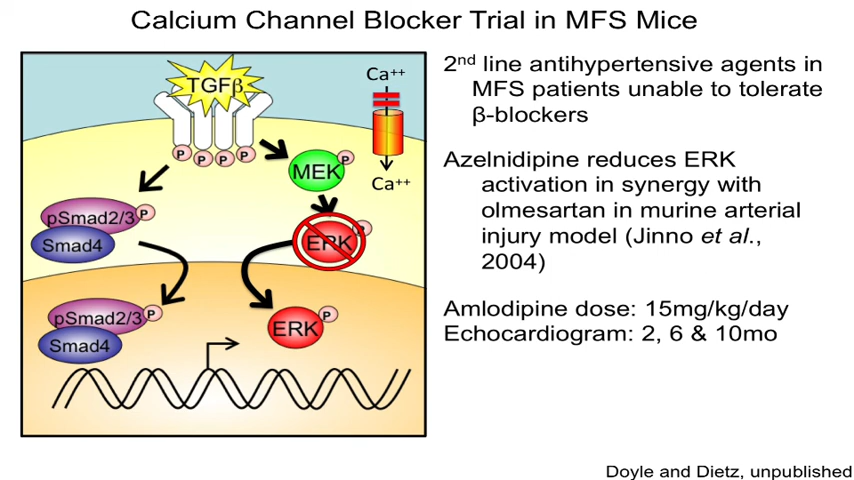 Calcium Channel Blocker Trial in MFS Mice
TGFβ
Ca⁺⁺
P
P
P
P
P
MEK
Ca⁺⁺
pSmad2/3
P
Smad4
ERK
P
pSmad2/3
P
Smad4
ERK
P
2nd line antihypertensive agents in
MFS patients unable to tolerate
β-blockers
Azelnidipine reduces ERK
activation in synergy with
olmesartan in murine arterial
injury model (Jinno et al.,
2004)
Amlodipine dose: 15mg/kg/day
Echocardiogram: 2, 6 & 10mo
Doyle and Dietz, unpublished